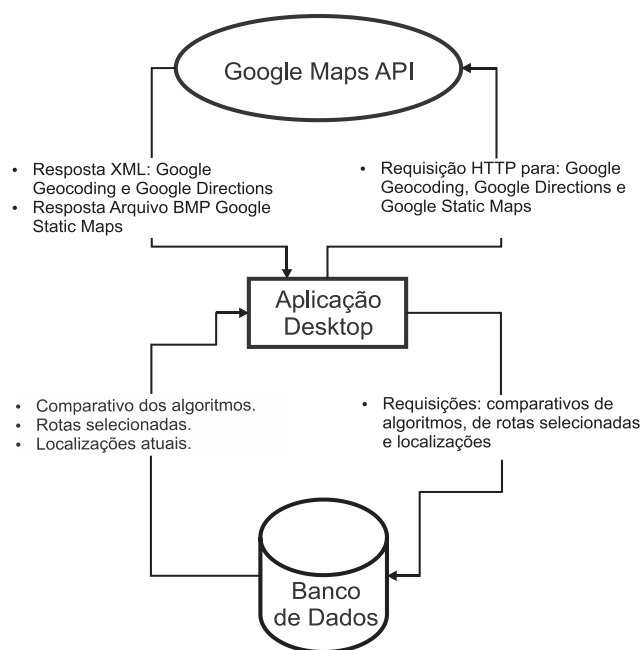 Google Maps API
• Resposta XML: Google
Geocoding e Google Directions
• Resposta Arquivo BMP Google
Static Maps
• Requisição HTTP para: Google
Geocoding, Google Directions e
Google Static Maps
Aplicação
Desktop
• Comparativo dos algoritmos.
• Rotas selecionadas.
• Localizações atuais.
• Requisições: comparativos de
algoritmos, de rotas selecionadas
e localizações
Banco
de Dados